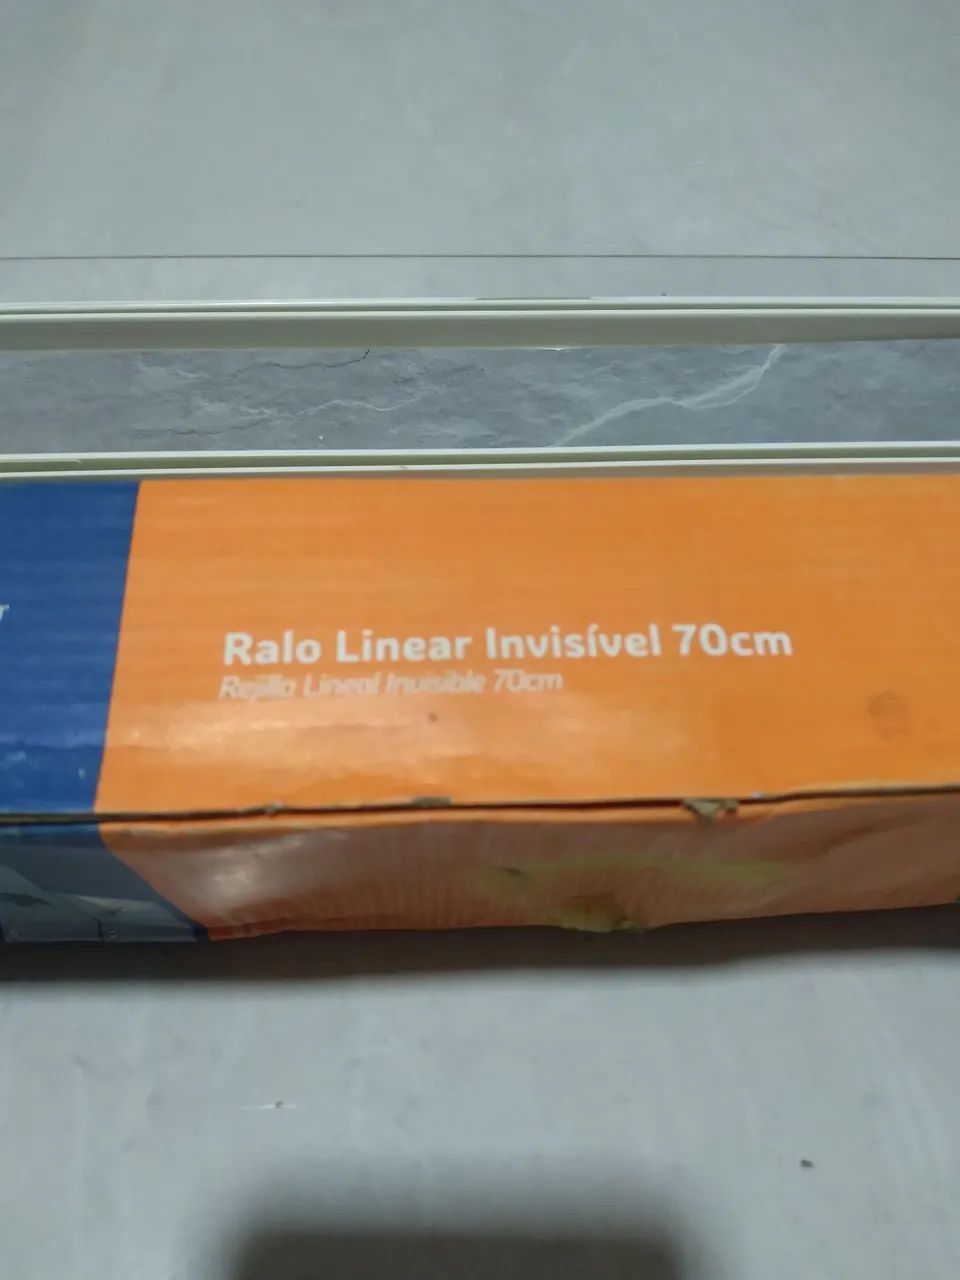 Ralo Linear Invisível 70cm
Rejilla Lineal Invisible 70cm